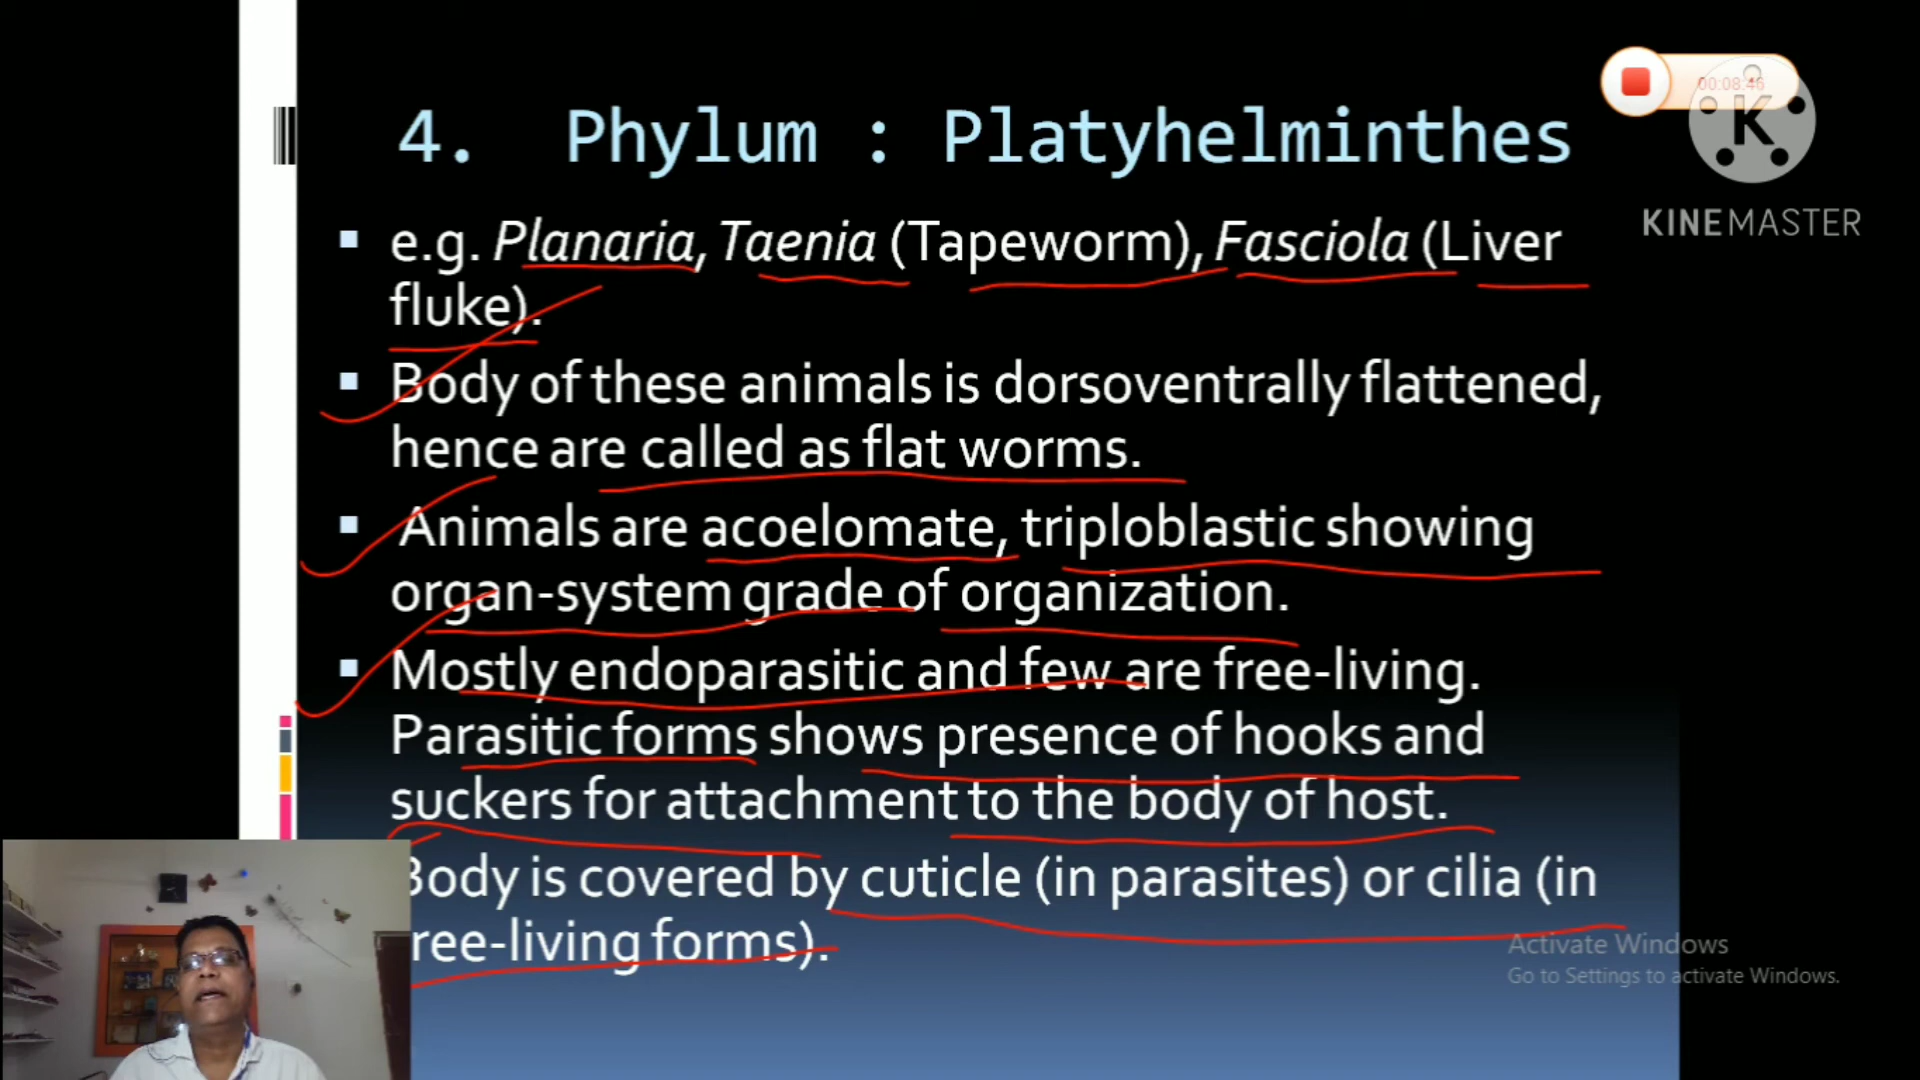 00:08:46
4. Phylum : Platyhelminthes
K
KINEMASTER
e.g. Planaria, Taenia (Tapeworm), Fasciola (Liver
fluke).
Body of these animals is dorsoventrally flattened,
hence are called as flat worms.
Animals are acoelomate, triploblastic showing
organ-system grade of organization.
Mostly endoparasitic and few are free-living.
Parasitic forms shows presence of hooks and
suckers for attachment to the body of host.
Body is covered by cuticle (in parasites) or cilia (in
ree-living forms).
Activate Windows
Go to Settings to activate Windows.